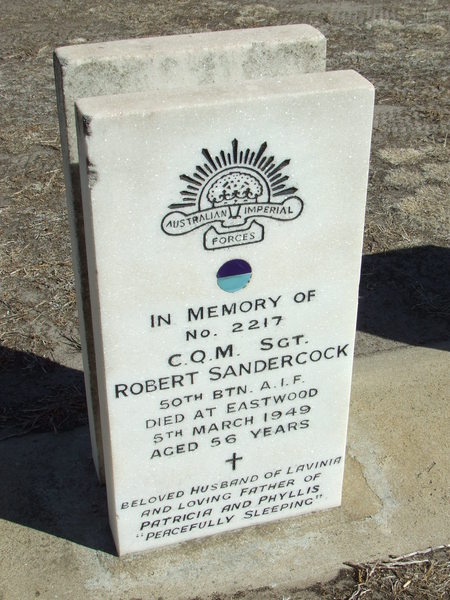 AUSTRALIAN IMPERIAL
FORCES
IN MEMORY OF
No. 2217
C.Q.M. SGT.
ROBERT SANDERCOCK
50TH BTN. A.I.F.
DIED AT EASTWOOD
5TH MARCH 1949
AGED 56 YEARS
BELOVED HUSBAND OF LAVINIA
AND LOVING FATHER OF
PATRICIA AND PHYLLIS
"PEACEFULLY SLEEPING"